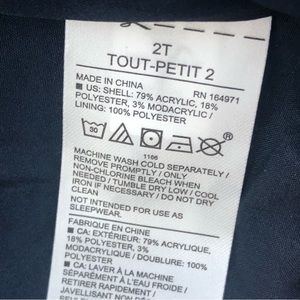 2T
TOUT-PETIT 2
MADE IN CHINA RN 164971
■ US: SHELL: 79% ACRYLIC, 18%
POLYESTER, 3% MODACRYLIC /
LINING: 100% POLYESTER
30
1166
MACHINE WASH COLD SEPARATELY /
REMOVE PROMPTLY / ONLY
NON-CHLORINE BLEACH WHEN
NEEDED / TUMBLE DRY LOW / COOL
IRON IF NECESSARY / DO NOT DRY
CLEAN
NOT INTENDED FOR USE AS
SLEEPWEAR.
FABRIQUE EN CHINE
■ CA: EXTÉRIEUR: 79% ACRYLIQUE,
18% POLYESTER, 3%
MODACRYLIQUE / DOUBLURE: 100%
POLYESTER
■ CA: LAVER À LA MACHINE
SÉPARÉMENT À L'EAU FROIDE /
RETIRER RAPIDEMENT /
JAVELLISANT NON